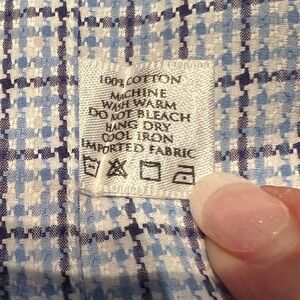 100% COTTON
MACHINE
WASH WARM
DO NOT BLEACH
HANG DRY
COOL IRON
IMPORTED FABRIC